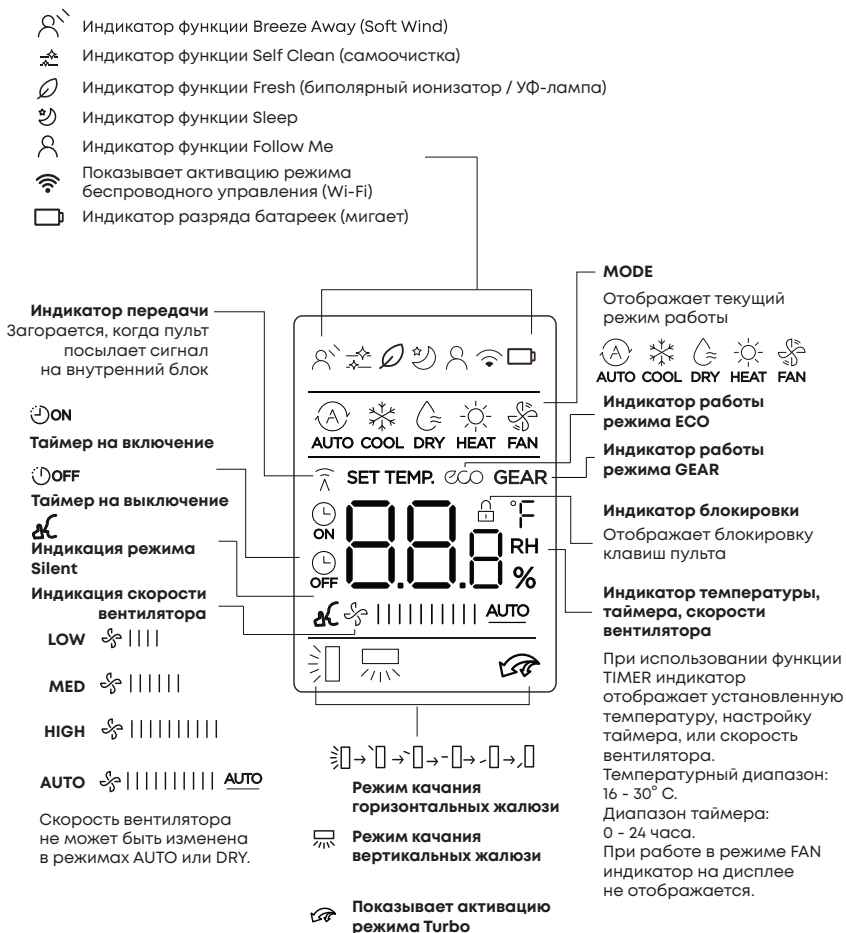 Индикатор функции Breeze Away (Soft Wind)
Индикатор функции Self Clean (самоочистка)
Индикатор функции Fresh (биполярный ионизатор / УФ-лампа)
Индикатор функции Sleep
Индикатор функции Follow Me
Показывает активацию режима
беспроводного управления (Wi-Fi)
Индикатор разряда батареек (мигает)
Индикатор передачи
Загорается, когда пульт
посылает сигнал
на внутренний блок
ON
Таймер на включение
OFF
Таймер на выключение
Индикация режима
Silent
Индикация скорости
вентилятора
LOW
MED
HIGH
AUTO AUTO
Скорость вентилятора
не может быть изменена
в режимах AUTO или DRY.
A
AUTO COOL DRY HEAT FAN
SET TEMP. eco GEAR
ON
88.8
°F
OFF
RH
%
AUTO
Режим качания
горизонтальных жалюзи
Режим качания
вертикальных жалюзи
Показывает активацию
режима Turbo
MODE
Отображает текущий
режим работы
A
AUTO COOL DRY HEAT FAN
Индикатор работы
режима ECO
Индикатор работы
режима GEAR
Индикатор блокировки
Отображает блокировку
клавиш пульта
Индикатор температуры,
таймера, скорости
вентилятора
При использовании функции
TIMER индикатор
отображает установленную
температуру, настройку
таймера, или скорость
вентилятора.
Температурный диапазон:
16 - 30° C.
Диапазон таймера:
0 - 24 часа.
При работе в режиме FAN
индикатор на дисплее
не отображается.